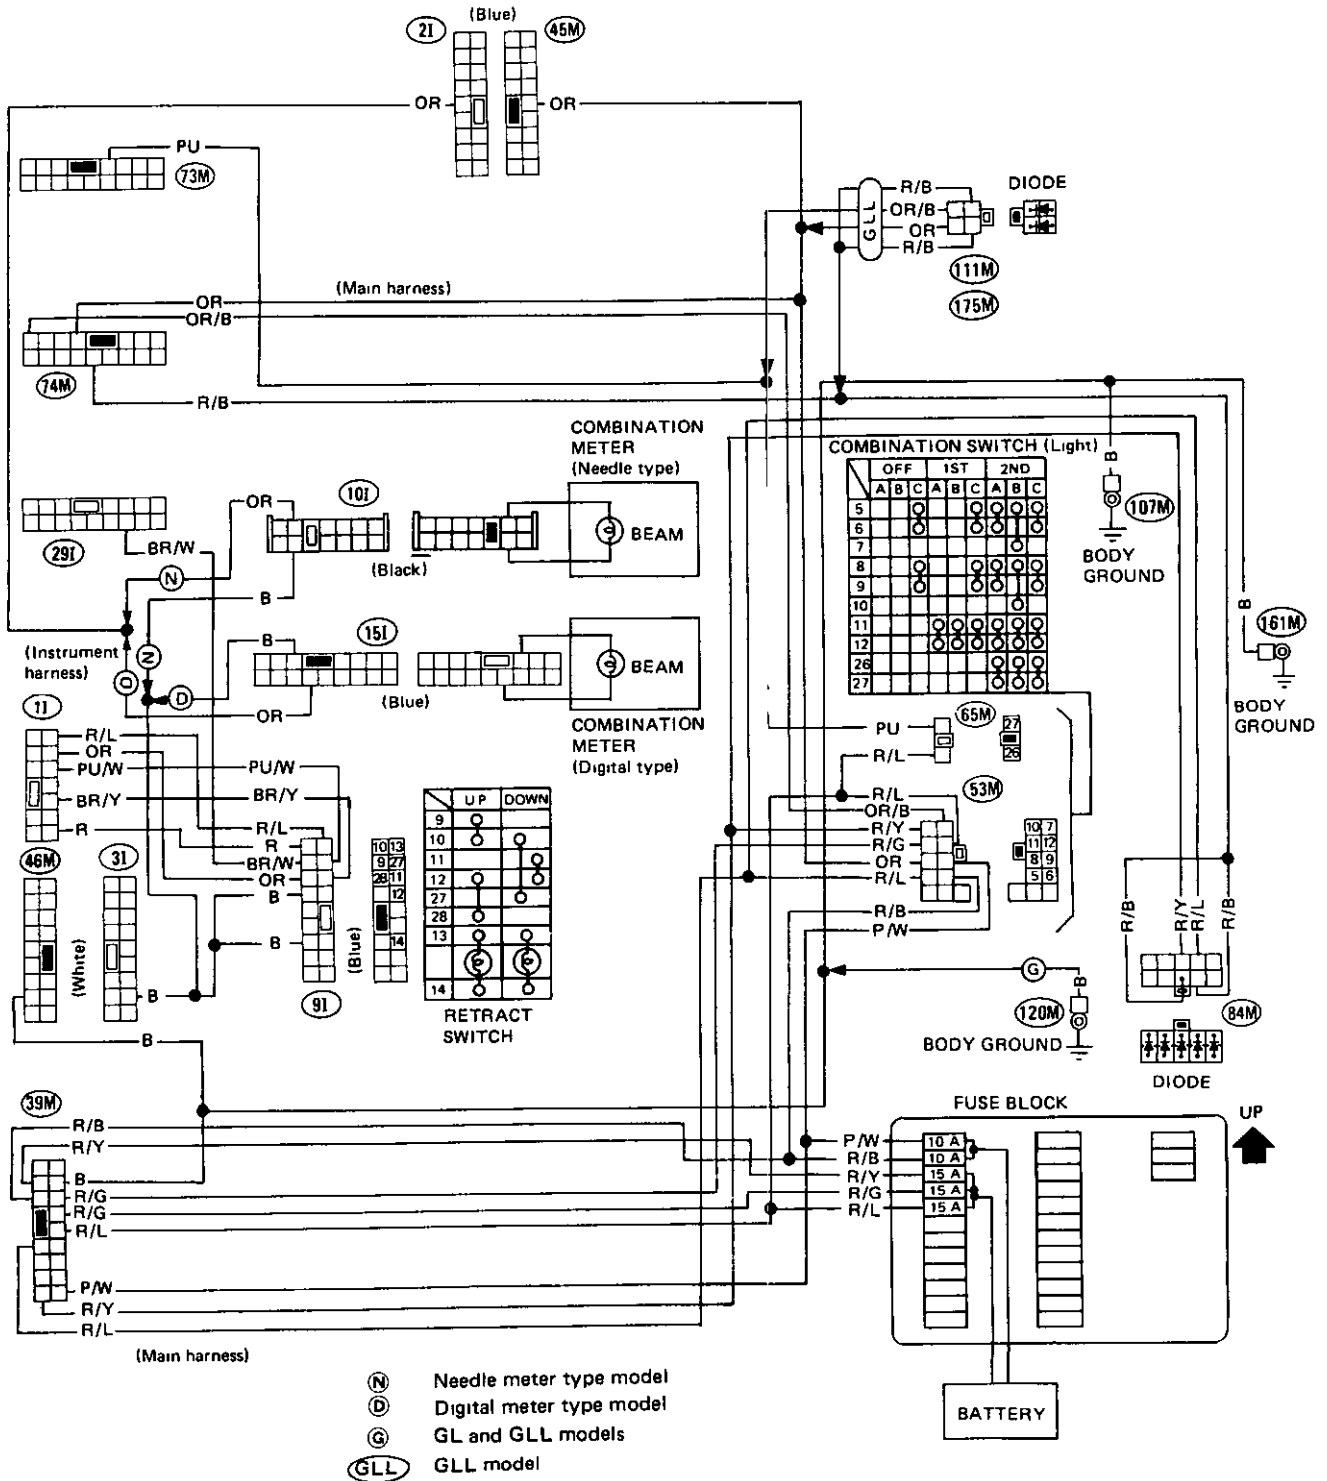 2I (Blue) 45M
OR OR
PU
73M
R/B
OR/B
OR
R/B
GLL
DIODE
111M
175M
OR (Main harness)
OR/B
74M
R/B
COMBINATION
METER
(Needle type)
BEAM
OR 10I
(Black)
29I
BR/W
N
B
COMBINATION SWITCH (Light)
OFF 1ST 2ND
A B C A B C A B C
5
6
7
8
9
10
11
12
26
27
B
107M
BODY
GROUND
B
161M
BODY
GROUND
(Instrument
harness)
N
D
D
B 15I
(Blue)
OR
BEAM
COMBINATION
METER
(Digital type)
1I
R/L
OR
PU/W PU/W
BR/Y BR/Y
R
R/L
R
BR/W
OR
B
B
46M
3I
(White)
B
B
9I
(Blue)
10 13
9 27
28 11
12
14
UP DOWN
9
10
11
12
27
28
13
14
RETRACT
SWITCH
65M
PU
R/L
27
26
53M
R/L
OR/B
R/Y
R/G
OR
R/L
R/B
P/W
10 7
11 12
8 9
5 6
G
B
120M
BODY GROUND
R/B
R/Y
R/L
R/B
84M
DIODE
39M
R/B
R/Y
B
R/G
R/G
R/L
P/W
R/Y
R/L
(Main harness)
FUSE BLOCK
UP
P/W 10 A
R/B 10 A
R/Y 15 A
R/G 15 A
R/L 15 A
BATTERY
N Needle meter type model
D Digital meter type model
G GL and GLL models
GLL GLL model